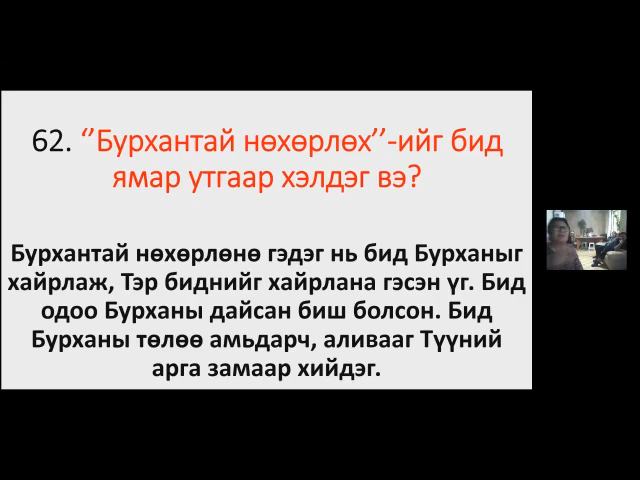 62. ‘’Бурхантай нөхөрлөх’’-ийг бид
ямар утгаар хэлдэг вэ?
Бурхантай нөхөрлөнө гэдэг нь бид Бурханыг
хайрлаж, Тэр биднийг хайрлана гэсэн үг. Бид
одоо Бурханы дайсан биш болсон. Бид
Бурханы төлөө амьдарч, аливааг Түүний
арга замаар хийдэг.